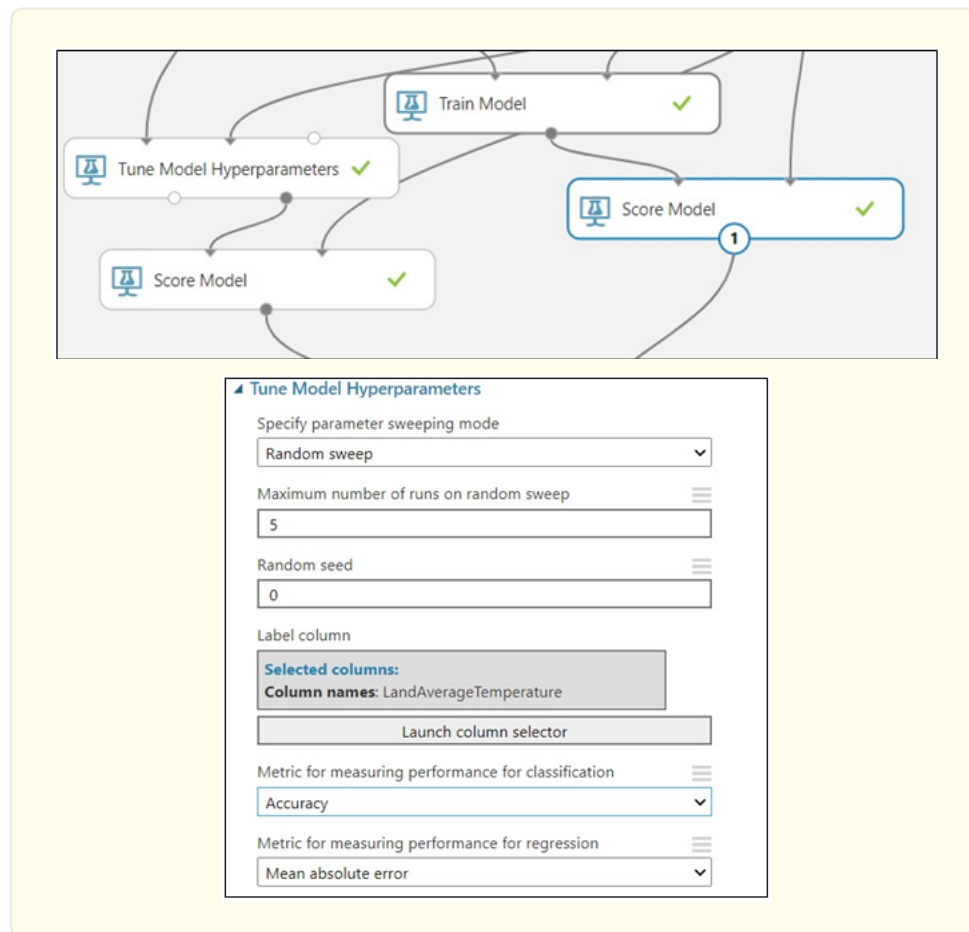 Train Model
Tune Model Hyperparameters
Score Model
1
Score Model
Tune Model Hyperparameters
Specify parameter sweeping mode
Random sweep
Maximum number of runs on random sweep
5
Random seed
0
Label column
Selected columns:
Column names: LandAverageTemperature
Launch column selector
Metric for measuring performance for classification
Accuracy
Metric for measuring performance for regression
Mean absolute error